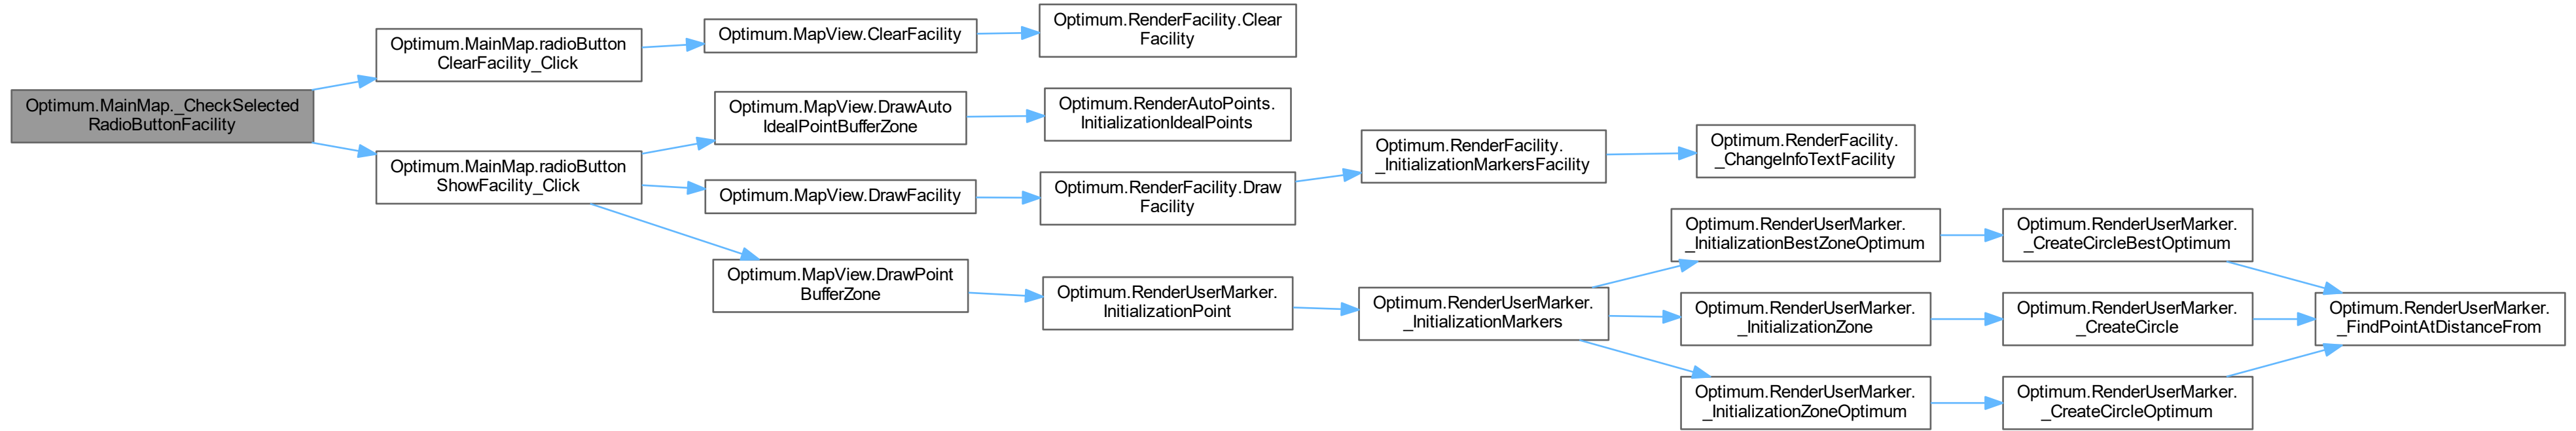 Optimum.MainMap._CheckSelected
RadioButtonFacility
Optimum.MainMap.radioButton
ClearFacility_Click
Optimum.MapView.ClearFacility
Optimum.RenderFacility.Clear
Facility
Optimum.MainMap.radioButton
ShowFacility_Click
Optimum.MapView.DrawAuto
IdealPointBufferZone
Optimum.RenderAutoPoints.
InitializationIdealPoints
Optimum.MapView.DrawFacility
Optimum.RenderFacility.Draw
Facility
Optimum.RenderFacility.
_InitializationMarkersFacility
Optimum.RenderFacility.
_ChangeInfoTextFacility
Optimum.MapView.DrawPoint
BufferZone
Optimum.RenderUserMarker.
InitializationPoint
Optimum.RenderUserMarker.
_InitializationMarkers
Optimum.RenderUserMarker.
_InitializationBestZoneOptimum
Optimum.RenderUserMarker.
_CreateCircleBestOptimum
Optimum.RenderUserMarker.
_InitializationZone
Optimum.RenderUserMarker.
_CreateCircle
Optimum.RenderUserMarker.
_FindPointAtDistanceFrom
Optimum.RenderUserMarker.
_InitializationZoneOptimum
Optimum.RenderUserMarker.
_CreateCircleOptimum